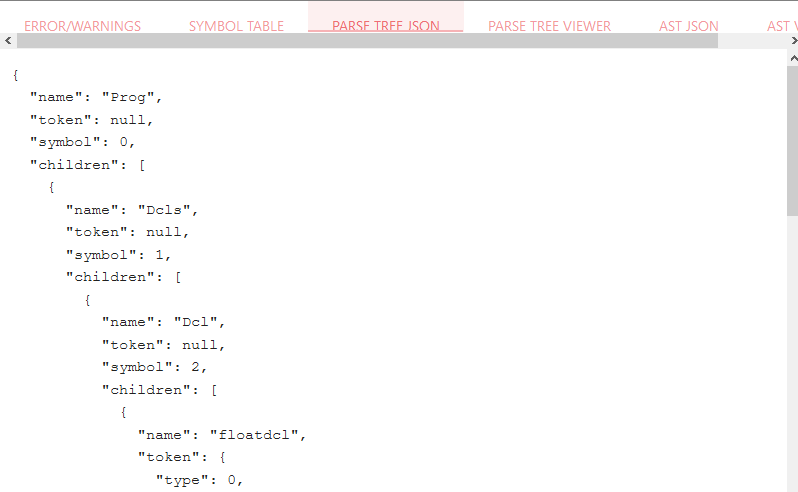 ERROR/WARNINGS SYMBOL TABLE PARSE TREE JSON PARSE TREE VIEWER AST JSON AST V
{
"name": "Prog",
"token": null,
"symbol": 0,
"children": [
{
"name": "Dcls",
"token": null,
"symbol": 1,
"children": [
{
"name": "Dcl",
"token": null,
"symbol": 2,
"children": [
{
"name": "floatdcl",
"token": {
"type": 0,